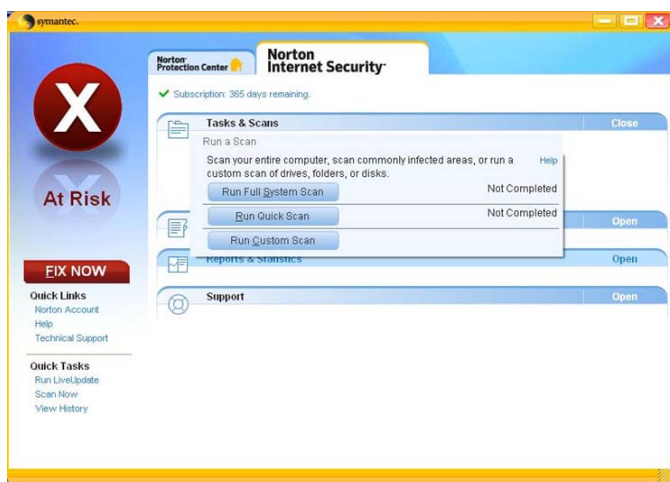 symantec.
Norton
Protection Center
Norton
Internet Security
Subscription: 365 days remaining.
Tasks & Scans
Close
Run a Scan
Scan your entire computer, scan commonly infected areas, or run a
custom scan of drives, folders, or disks.
Help
Run Full System Scan
Not Completed
Run Quick Scan
Not Completed
Open
Run Custom Scan
Reports & Statistics
Open
Support
Open
X
At Risk
FIX NOW
Quick Links
Norton Account
Help
Technical Support
Quick Tasks
Run LiveUpdate
Scan Now
View History